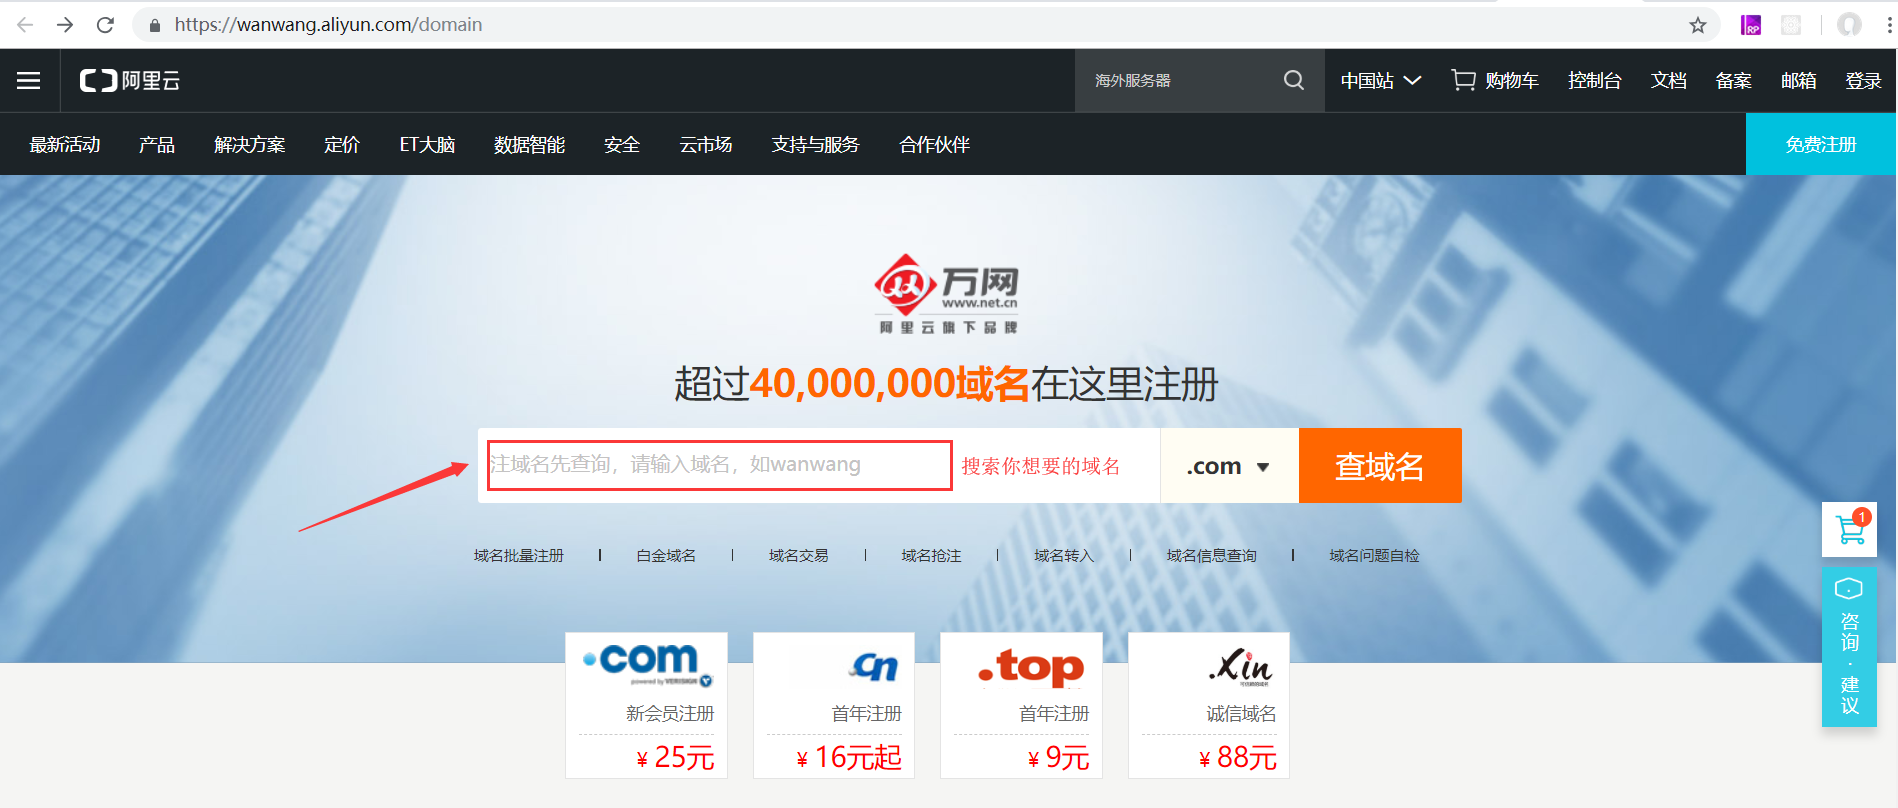 https://wanwang.aliyun.com/domain
阿里云
海外服务器
中国站
购物车
控制台
文档
备案
邮箱
登录
最新活动
产品
解决方案
定价
ET大脑
数据智能
安全
云市场
支持与服务
合作伙伴
免费注册
万网
www.net.cn
阿里云旗下品牌
超过40,000,000域名在这里注册
注域名先查询，请输入域名，如wanwang
搜索你想要的域名
.com
查域名
域名批量注册
白金域名
域名交易
域名抢注
域名转入
域名信息查询
域名问题自检
1
咨询·建议
.com
powered by VERISIGN
新会员注册
¥ 25元
.cn
首年注册
¥ 16元起
.top
首年注册
¥ 9元
.xin
诚信域名
¥ 88元